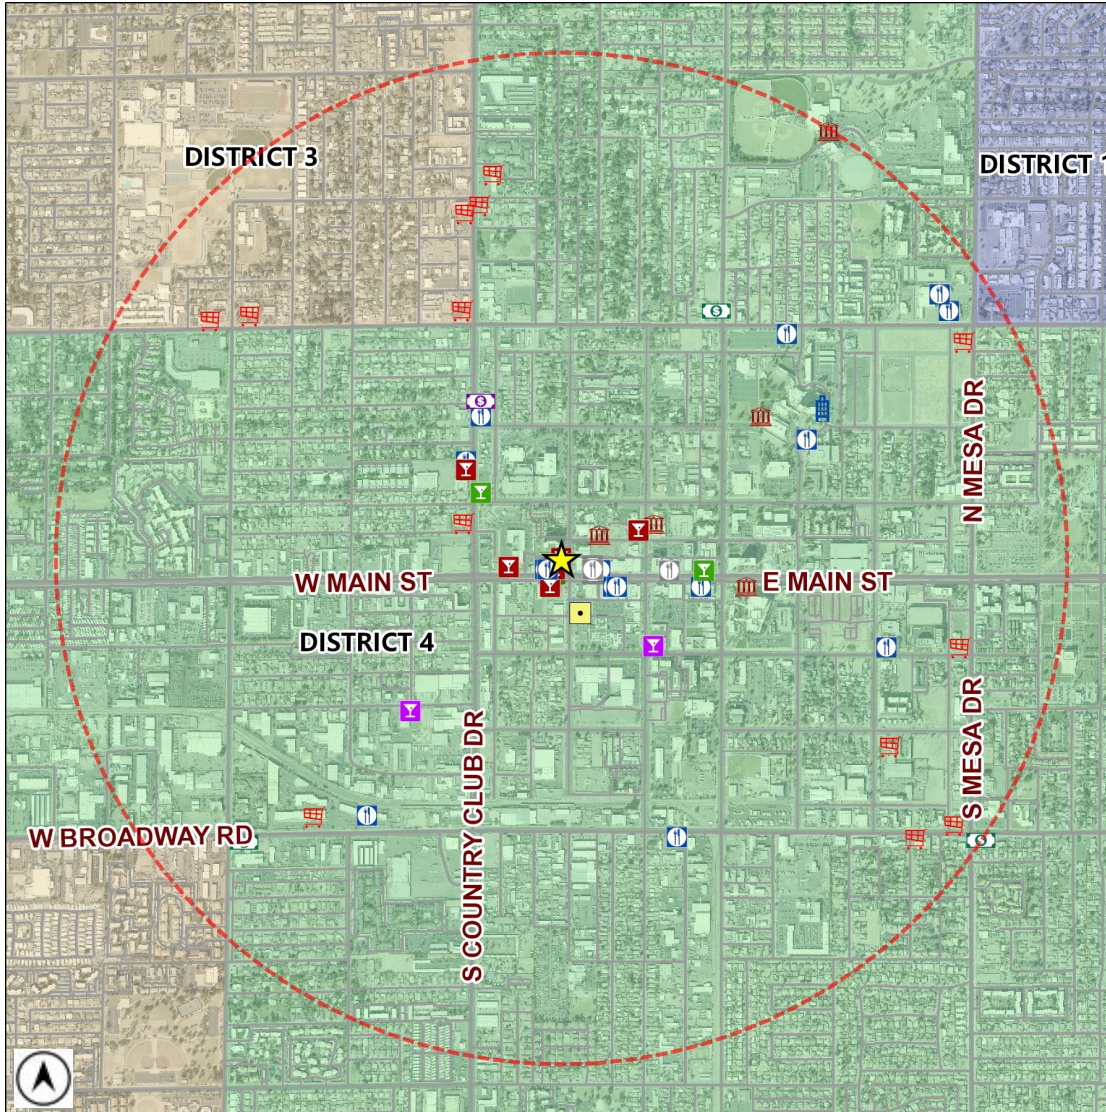 DISTRICT 3
DISTRICT 1
N MESA DR
W MAIN ST
E MAIN ST
DISTRICT 4
S COUNTRY CLUB DR
S MESA DR
W BROADWAY RD